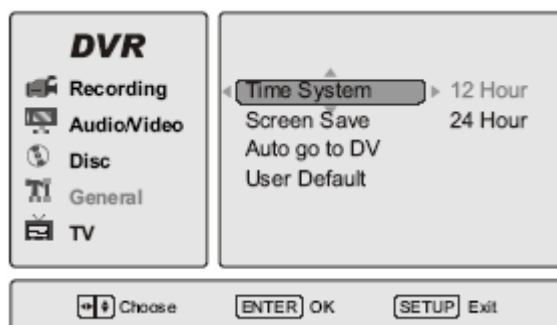 DVR
Recording
Audio/Video
Disc
General
TV
Time System 12 Hour
Screen Save 24 Hour
Auto go to DV
User Default
Choose ENTER OK SETUP Exit